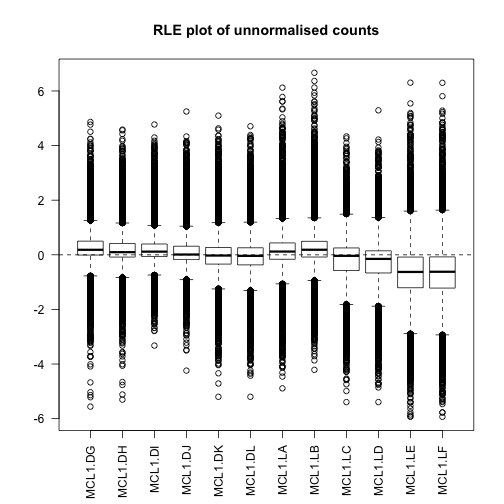 RLE plot of unnormalised counts
6
4
2
0
-2
-4
-6
MCL1.DG
MCL1.DH
MCL1.DI
MCL1.DJ
MCL1.DK
MCL1.DL
MCL1.LA
MCL1.LB
MCL1.LC
MCL1.LD
MCL1.LE
MCL1.LF